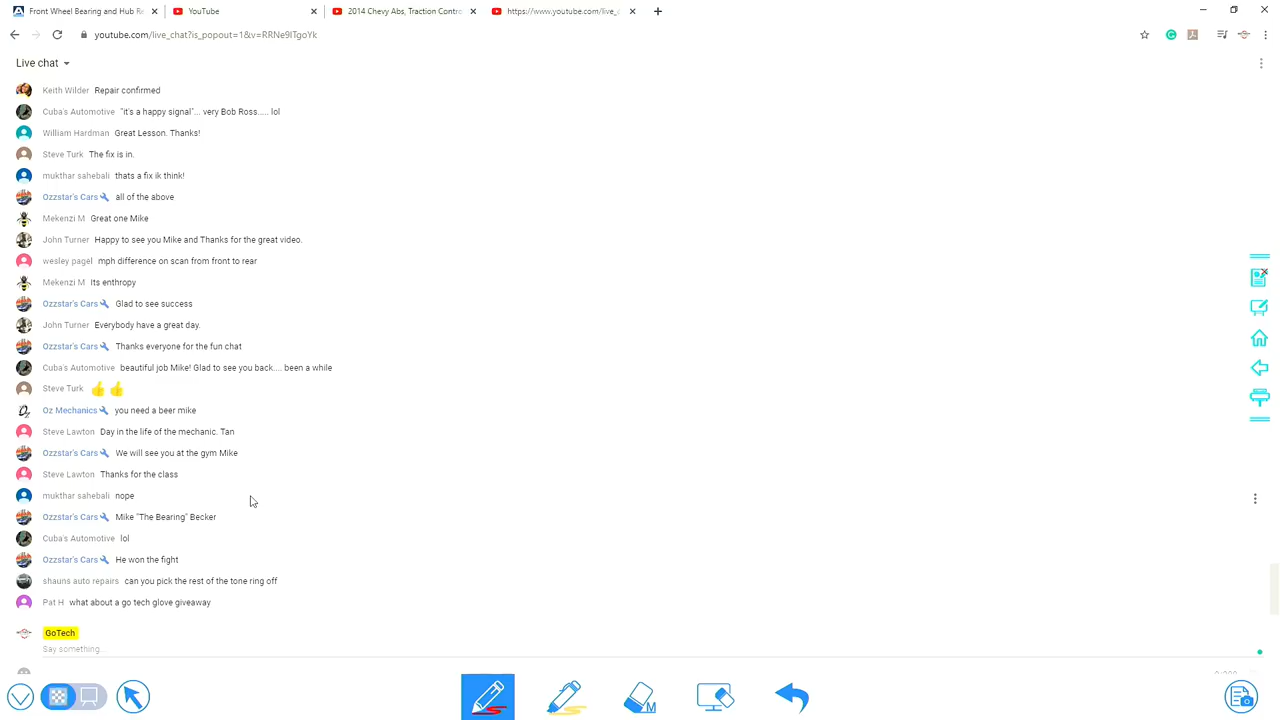 Front Wheel Bearing and Hub R
YouTube
2014 Chevy Abs, Traction Contr
https://www.youtube.com/live_c
youtube.com/live_chat?is_popout=1&v=RRNe9ITgoYk
Live chat
Keith Wilder Repair confirmed
Cuba's Automotive "it's a happy signal"... very Bob Ross..... lol
William Hardman Great Lesson. Thanks!
Steve Turk The fix is in.
mukthar sahebali thats a fix ik think!
Ozzstar's Cars all of the above
Mekenzi M Great one Mike
John Turner Happy to see you Mike and Thanks for the great video.
wesley pagel mph difference on scan from front to rear
Mekenzi M Its enthropy
Ozzstar's Cars Glad to see success
John Turner Everybody have a great day.
Ozzstar's Cars Thanks everyone for the fun chat
Cuba's Automotive beautiful job Mike! Glad to see you back.... been a while
Steve Turk 👍👍
Oz Mechanics you need a beer mike
Steve Lawton Day in the life of the mechanic. Tan
Ozzstar's Cars We will see you at the gym Mike
Steve Lawton Thanks for the class
mukthar sahebali nope
Ozzstar's Cars Mike "The Bearing" Becker
Cuba's Automotive lol
Ozzstar's Cars He won the fight
shauns auto repairs can you pick the rest of the tone ring off
Pat H what about a go tech glove giveaway
GoTech
Say something...